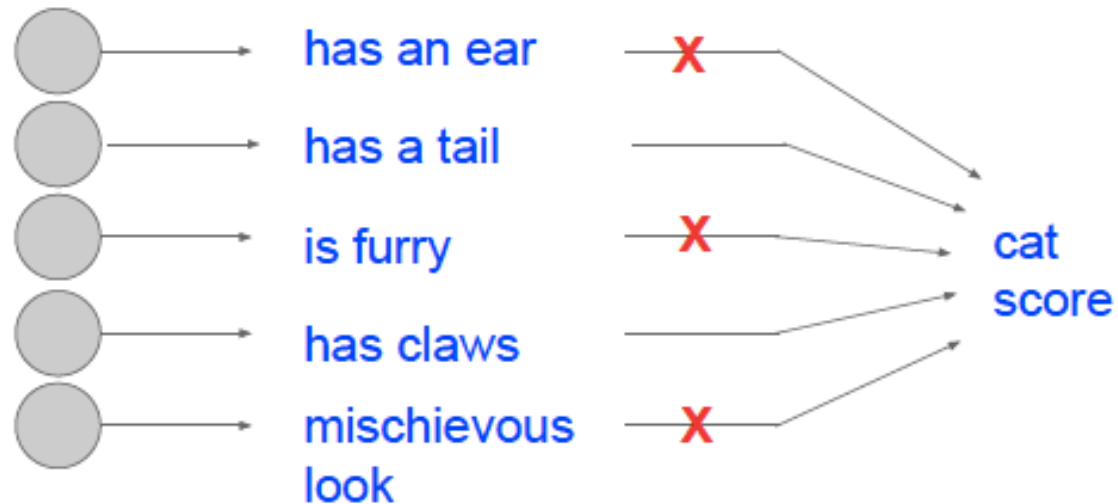 has an ear
X
has a tail
is furry
X
cat
score
has claws
mischievous
look
X